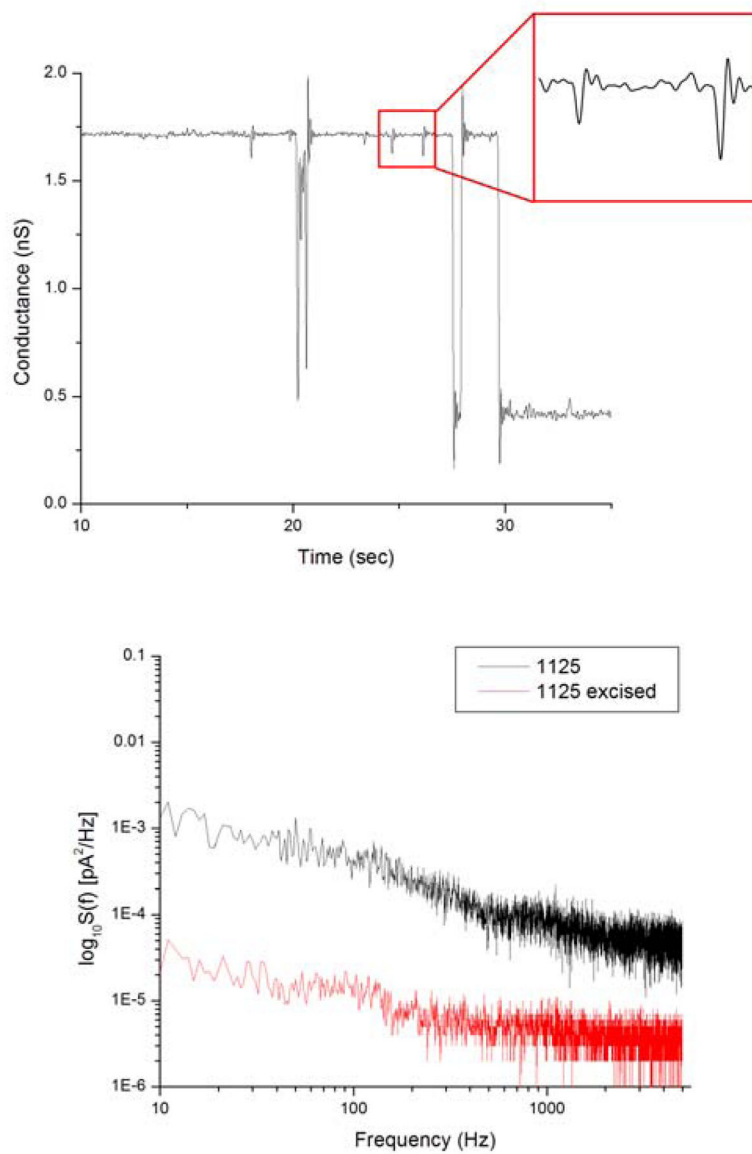 2.0
1.5
1.0
0.5
0.0
Conductance (nS)
10 20 30
Time (sec)
1125
1125 excised
0.1
0.01
1E-3
1E-4
1E-5
1E-6
log₁₀S(f) [pA²/Hz]
10 100 1000
Frequency (Hz)